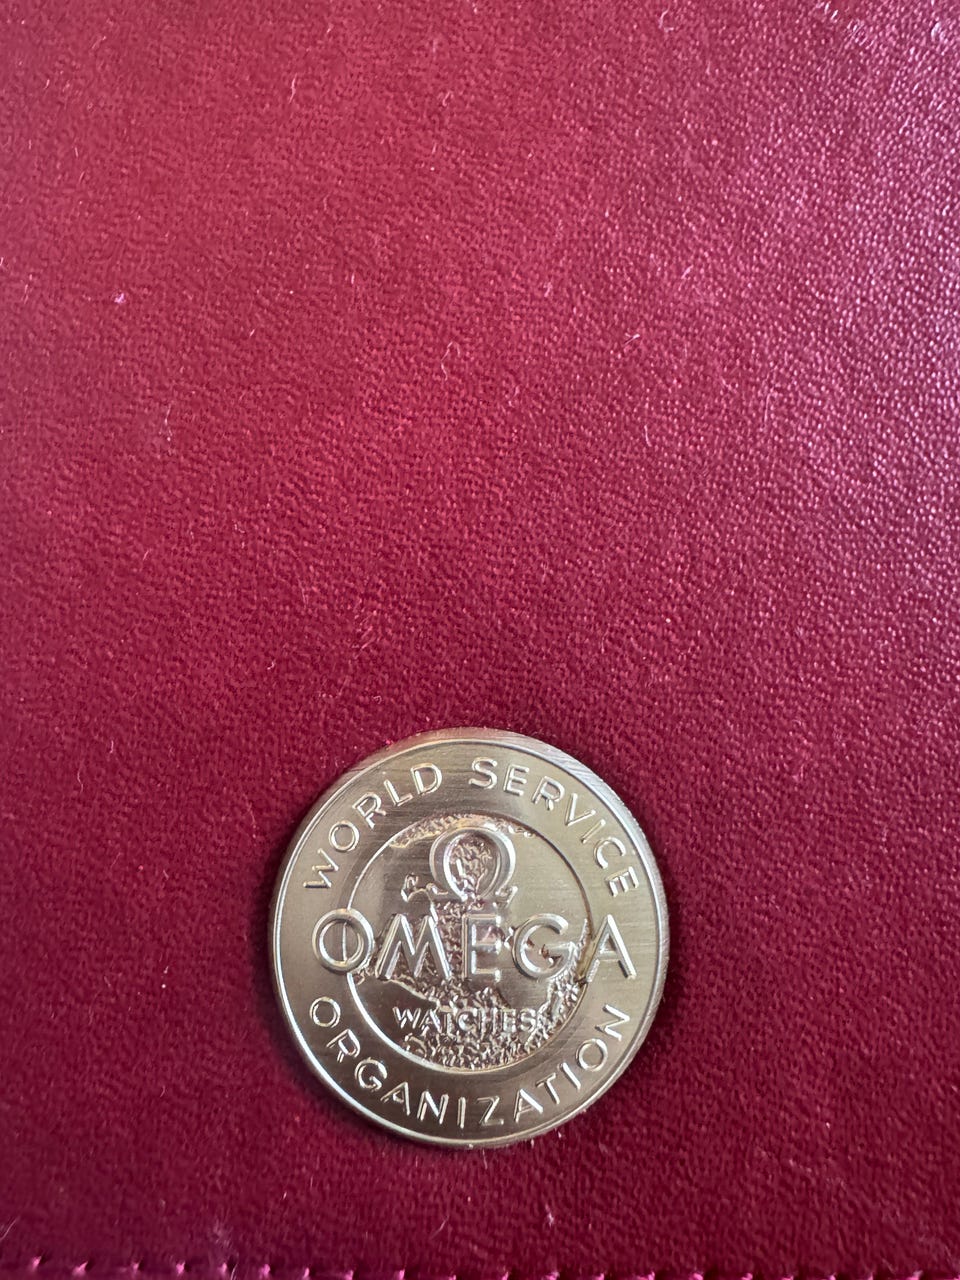 WORLD SERVICE
OMEGA
WATCHES
ORGANIZATION